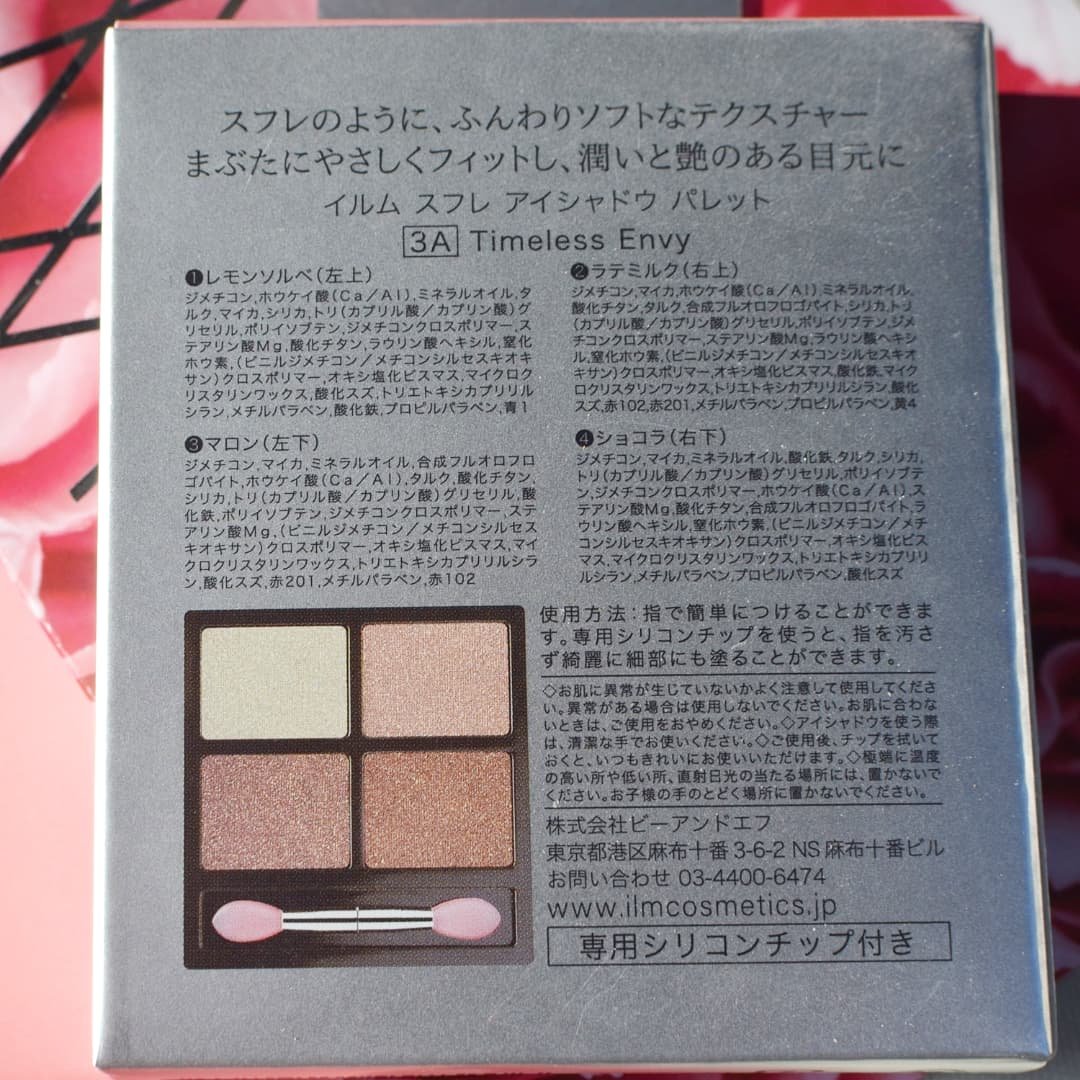 スフレのように、ふんわりソフトなテクスチャー
まぶたにやさしくフィットし、潤いと艶のある目元に
イルム スフレ アイシャドウ パレット
3A Timeless Envy
❶レモンソルベ（左上）
ジメチコン,ホウケイ酸（Ca／Al）,ミネラルオイル,タ
ルク,マイカ,シリカ,トリ（カプリル酸／カプリン酸）グ
リセリル,ポリイソブテン,ジメチコンクロスポリマー,ス
テアリン酸Mg,酸化チタン,ラウリン酸ヘキシル,窒化
ホウ素,（ビニルジメチコン／メチコンシルセスキオキ
サン）クロスポリマー,オキシ塩化ビスマス,マイクロク
リスタリンワックス,酸化スズ,トリエトキシカプリリル
シラン,メチルパラベン,酸化鉄,プロピルパラベン,青1
❷ラテミルク（右上）
ジメチコン,マイカ,ホウケイ酸（Ca／Al）,ミネラルオイル,
酸化チタン,タルク,合成フルオロフロゴパイト,シリカ,トリ
（カプリル酸／カプリン酸）グリセリル,ポリイソブテン,ジメ
チコンクロスポリマー,ステアリン酸Mg,ラウリン酸ヘキシ
ル,窒化ホウ素,（ビニルジメチコン／メチコンシルセスキオ
キサン）クロスポリマー,オキシ塩化ビスマス,酸化鉄,マイク
ロクリスタリンワックス,トリエトキシカプリリルシラン,酸化
スズ,赤102,赤201,メチルパラベン,プロピルパラベン,黄4
❸マロン（左下）
ジメチコン,マイカ,ミネラルオイル,合成フルオロフロ
ゴパイト,ホウケイ酸（Ca／Al）,タルク,酸化チタン,
シリカ,トリ（カプリル酸／カプリン酸）グリセリル,酸
化鉄,ポリイソブテン,ジメチコンクロスポリマー,ステ
アリン酸Mg,（ビニルジメチコン／メチコンシルセス
キオキサン）クロスポリマー,オキシ塩化ビスマス,マイ
クロクリスタリンワックス,トリエトキシカプリリルシラ
ン,酸化スズ,赤201,メチルパラベン,赤102
❹ショコラ（右下）
ジメチコン,マイカ,ミネラルオイル,酸化鉄,タルク,シリカ,
トリ（カプリル酸／カプリン酸）グリセリル,ポリイソブテ
ン,ジメチコンクロスポリマー,ホウケイ酸（Ca／Al）,ス
テアリン酸Mg,酸化チタン,合成フルオロフロゴパイト,ラ
ウリン酸ヘキシル,窒化ホウ素,（ビニルジメチコン／メチ
コンシルセスキオキサン）クロスポリマー,オキシ塩化ビス
マス,マイクロクリスタリンワックス,トリエトキシカプリリ
ルシラン,メチルパラベン,プロピルパラベン,酸化スズ
使用方法：指で簡単につけることができま
す。専用シリコンチップを使うと、指を汚さ
ず綺麗に細部にも塗ることができます。
◇お肌に異常が生じていないかよく注意して使用してくださ
い。異常がある場合は使用しないでください。お肌に合わな
いときは、ご使用をおやめください。◇アイシャドウを使う際
は、清潔な手でお使いください。◇ご使用後、チップを拭いて
おくと、いつもきれいにお使いいただけます。◇極端に温度
の高い所や低い所、直射日光の当たる場所には、置かないで
ください。お子様の手のとどく場所に置かないでください。
株式会社ビーアンドエフ
東京都港区麻布十番 3-6-2 NS 麻布十番ビル
お問い合わせ 03-4400-6474
www.ilmcosmetics.jp
専用シリコンチップ付き